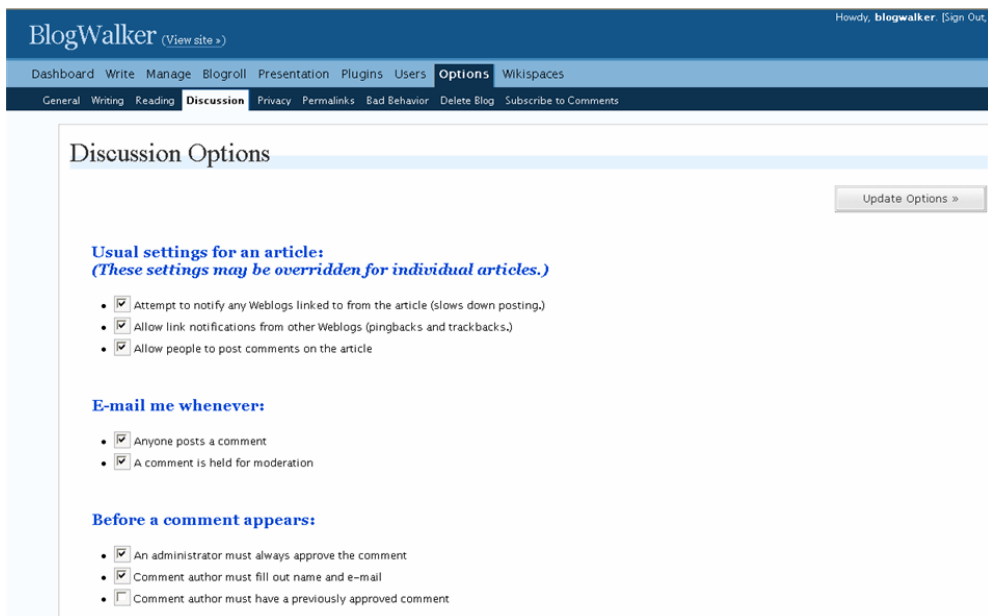 Howdy, blogwalker. [Sign Out,
BlogWalker (View site »)
Dashboard Write Manage Blogroll Presentation Plugins Users Options Wikispaces
General Writing Reading Discussion Privacy Permalinks Bad Behavior Delete Blog Subscribe to Comments
Discussion Options
Update Options »
Usual settings for an article:
(These settings may be overridden for individual articles.)
Attempt to notify any Weblogs linked to from the article (slows down posting.)
Allow link notifications from other Weblogs (pingbacks and trackbacks.)
Allow people to post comments on the article
E-mail me whenever:
Anyone posts a comment
A comment is held for moderation
Before a comment appears:
An administrator must always approve the comment
Comment author must fill out name and e-mail
Comment author must have a previously approved comment